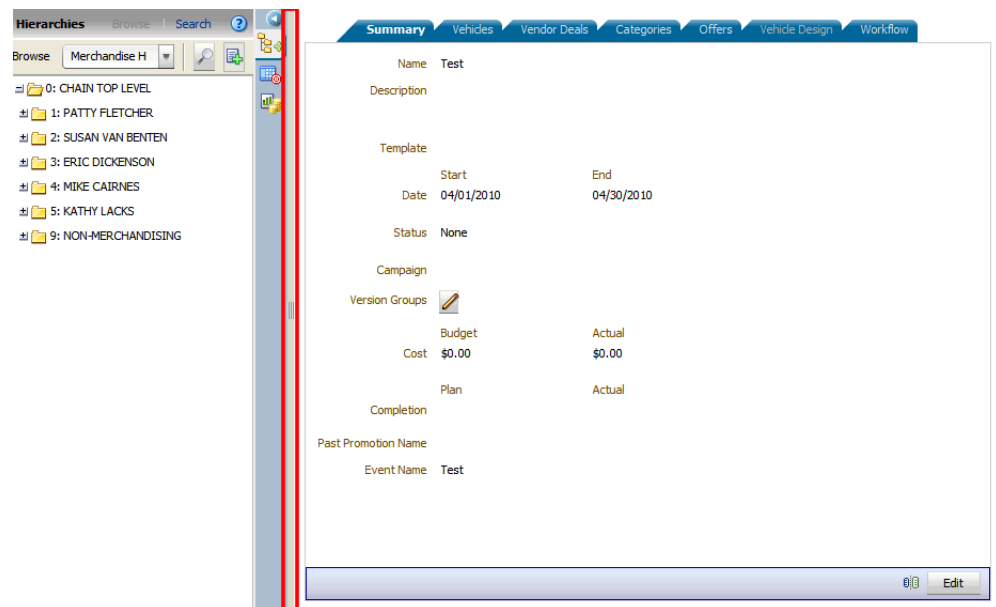 Hierarchies Browse Search ?
Browse Merchandise H
0: CHAIN TOP LEVEL
1: PATTY FLETCHER
2: SUSAN VAN BENTEN
3: ERIC DICKENSON
4: MIKE CAIRNES
5: KATHY LACKS
9: NON-MERCHANDISING
Summary Vehicles Vendor Deals Categories Offers Vehicle Design Workflow
Name Test
Description
Template
Start End
Date 04/01/2010 04/30/2010
Status None
Campaign
Version Groups
Budget Actual
Cost $0.00 $0.00
Plan Actual
Completion
Past Promotion Name
Event Name Test
Edit